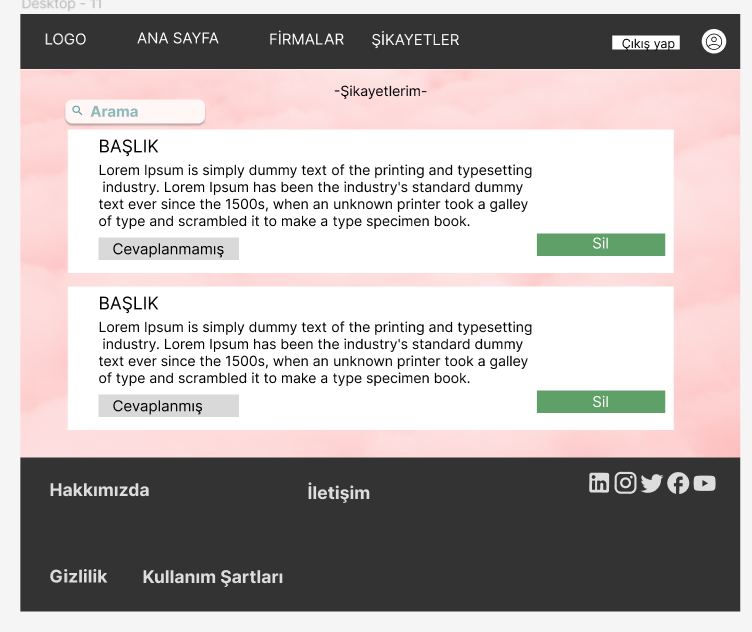 Desktop - 11
LOGO ANA SAYFA FİRMALAR ŞİKAYETLER Çıkış yap
-Şikayetlerim-
Arama
BAŞLIK
Lorem Ipsum is simply dummy text of the printing and typesetting
industry. Lorem Ipsum has been the industry's standard dummy
text ever since the 1500s, when an unknown printer took a galley
of type and scrambled it to make a type specimen book.
Cevaplanmamış Sil
BAŞLIK
Lorem Ipsum is simply dummy text of the printing and typesetting
industry. Lorem Ipsum has been the industry's standard dummy
text ever since the 1500s, when an unknown printer took a galley
of type and scrambled it to make a type specimen book.
Cevaplanmış Sil
Hakkımızda İletişim
Gizlilik Kullanım Şartları